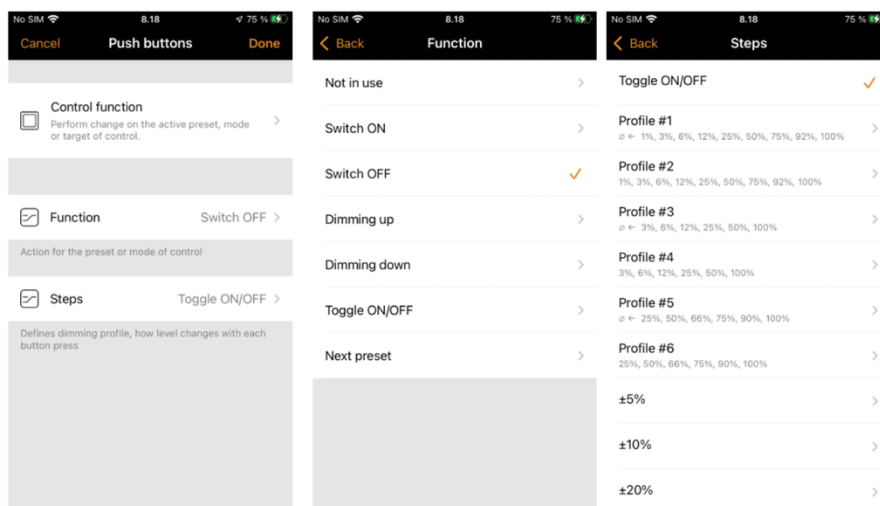 No SIM 8.18 75 %
Cancel Push buttons Done
Control function
Perform change on the active preset, mode
or target of control.
Function Switch OFF
Action for the preset or mode of control
Steps Toggle ON/OFF
Defines dimming profile, how level changes with each
button press
No SIM 8.18 75 %
Back Function
Not in use
Switch ON
Switch OFF
Dimming up
Dimming down
Toggle ON/OFF
Next preset
No SIM 8.18 75 %
Back Steps
Toggle ON/OFF
Profile #1
⌀ ← 1%, 3%, 6%, 12%, 25%, 50%, 75%, 92%, 100%
Profile #2
1%, 3%, 6%, 12%, 25%, 50%, 75%, 92%, 100%
Profile #3
⌀ ← 3%, 6%, 12%, 25%, 50%, 100%
Profile #4
3%, 6%, 12%, 25%, 50%, 100%
Profile #5
⌀ ← 25%, 50%, 66%, 75%, 90%, 100%
Profile #6
25%, 50%, 66%, 75%, 90%, 100%
±5%
±10%
±20%